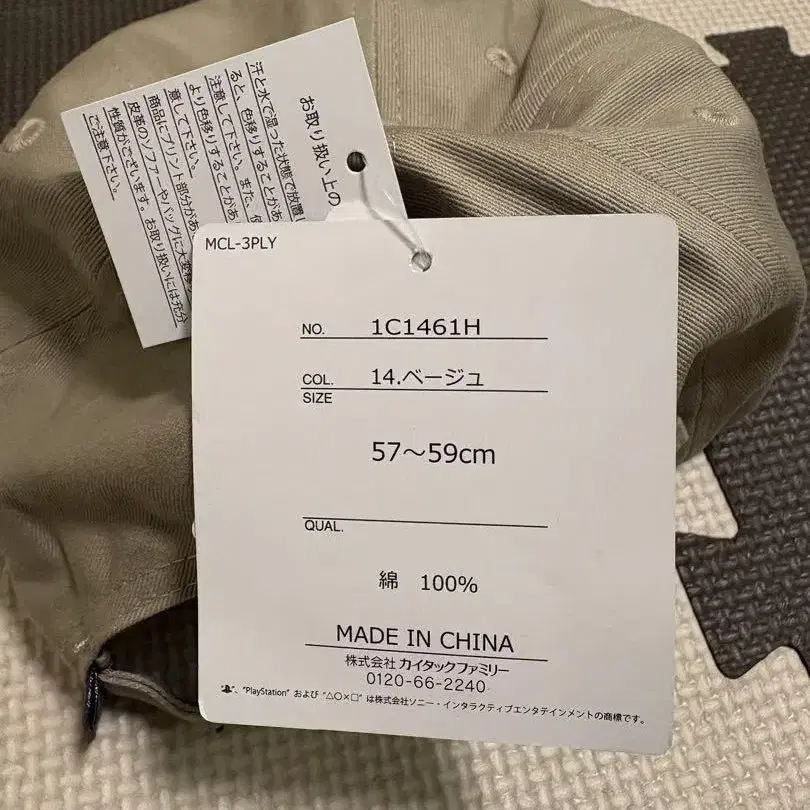 お取り扱い上の
汗と水で湿った状態で放置
ると、色移りすることがあ
注意して下さい。また、
より色移りすることがあ
意して下さい。
商品にプリント部分があ
皮革のソファーやバッグに
性質がございます。お取り扱いには充分
ご注意下さい。
MCL-3PLY
NO. 1C1461H
COL. 14.ベージュ
SIZE
57～59cm
QUAL.
綿 100%
MADE IN CHINA
株式会社 カイタックファミリー
0120-66-2240
"PlayStation" および "△○×□" は株式会社ソニー・インタラクティブエンタテインメントの商標です。